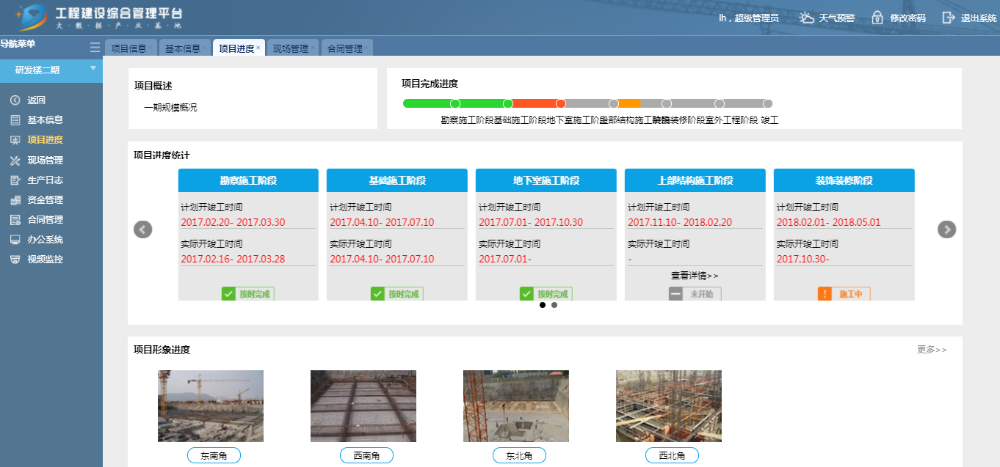 工程建设综合管理平台
大·数·据·产·业·基·地
lh，超级管理员 天气预警 修改密码 退出系统
导航菜单
项目信息 基本信息 项目进度 现场管理 合同管理
研发楼二期
返回
基本信息
项目进度
现场管理
生产日志
资金管理
合同管理
办公系统
视频监控
项目概述
一期规模概况
项目完成进度
勘察施工阶段 基础施工阶段 地下室施工阶段 上部结构施工阶段 装饰装修阶段 室外工程阶段 竣工
项目进度统计
勘察施工阶段
计划开竣工时间
2017.02.20- 2017.03.30
实际开竣工时间
2017.02.16- 2017.03.28
按时完成
基础施工阶段
计划开竣工时间
2017.04.10- 2017.07.10
实际开竣工时间
2017.04.10- 2017.07.10
按时完成
地下室施工阶段
计划开竣工时间
2017.07.01- 2017.10.30
实际开竣工时间
2017.07.01-
按时完成
上部结构施工阶段
计划开竣工时间
2017.11.10- 2018.02.20
实际开竣工时间
-
查看详情>>
未开始
装饰装修阶段
计划开竣工时间
2018.02.01- 2018.05.01
实际开竣工时间
2017.10.30-
施工中
项目形象进度
更多>>
东南角 西南角 东北角 西北角